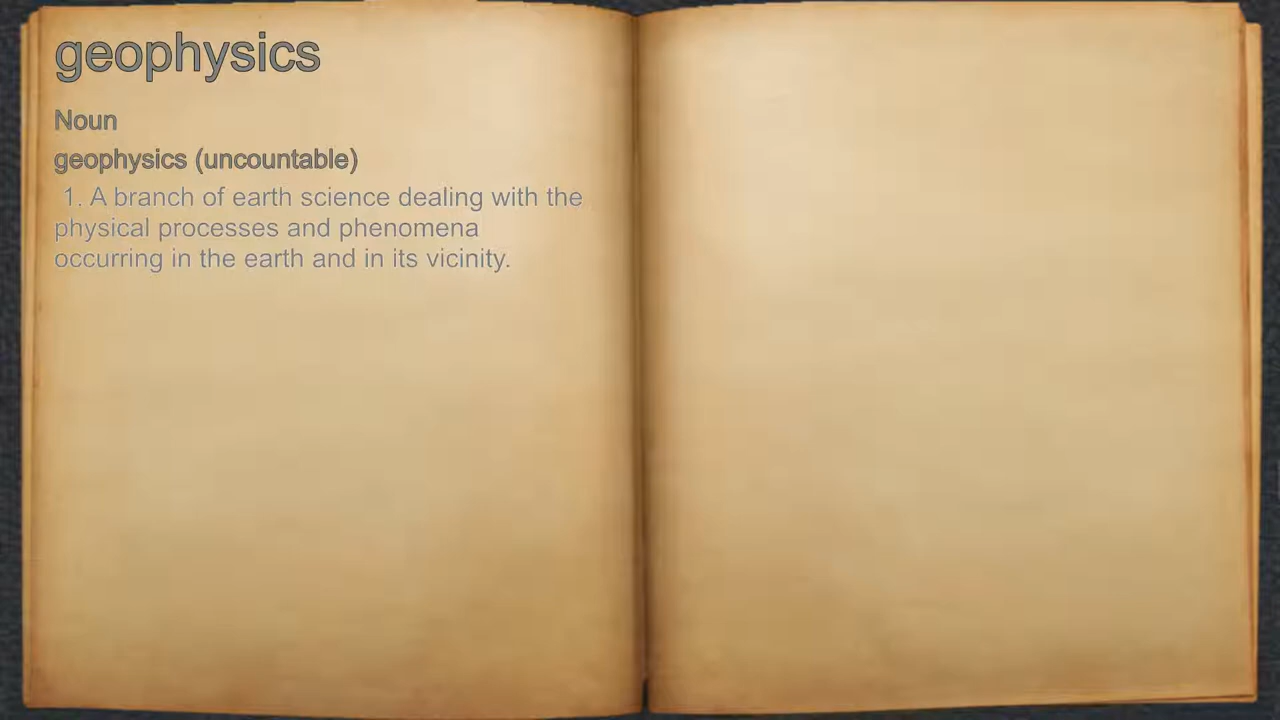 geophysics
Noun
geophysics (uncountable)
1. A branch of earth science dealing with the
physical processes and phenomena
occurring in the earth and in its vicinity.